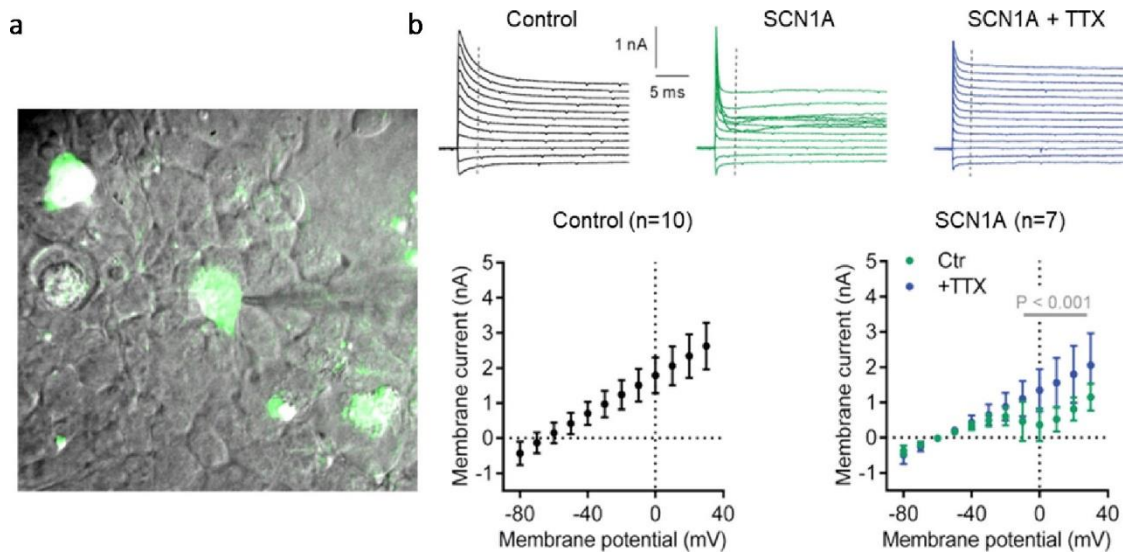 a
b
Control
SCN1A
SCN1A + TTX
1 nA
5 ms
Control (n=10)
5
4
3
2
1
0
-1
Membrane current (nA)
-80
-40
0
40
Membrane potential (mV)
SCN1A (n=7)
Ctr
+TTX
P < 0.001
5
4
3
2
1
0
-1
Membrane current (nA)
-80
-40
0
40
Membrane potential (mV)